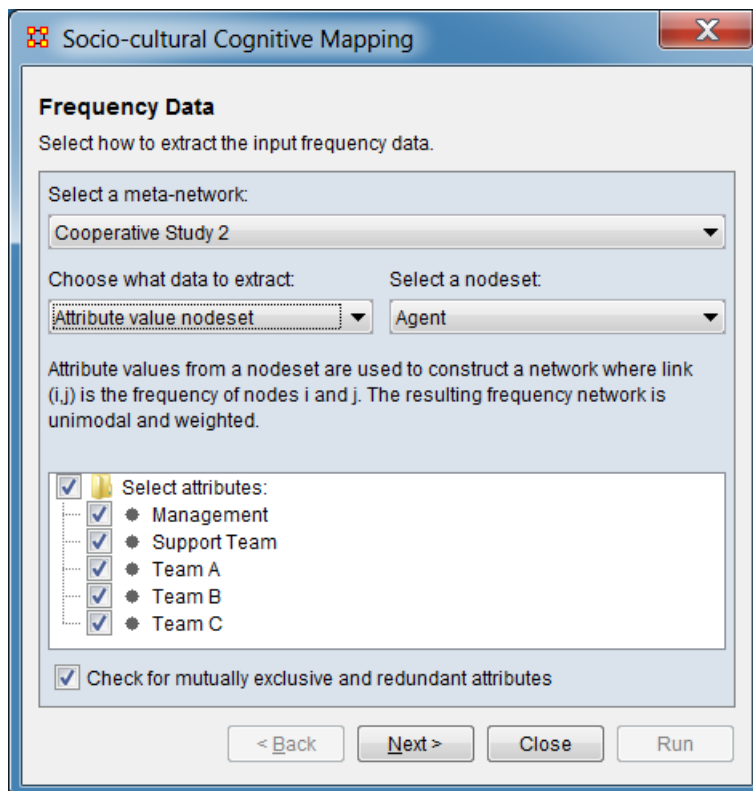 Socio-cultural Cognitive Mapping
X
Frequency Data
Select how to extract the input frequency data.
Select a meta-network:
Cooperative Study 2
Choose what data to extract:
Select a nodeset:
Attribute value nodeset
Agent
Attribute values from a nodeset are used to construct a network where link
(i,j) is the frequency of nodes i and j. The resulting frequency network is
unimodal and weighted.
Select attributes:
Management
Support Team
Team A
Team B
Team C
Check for mutually exclusive and redundant attributes
< Back
Next >
Close
Run